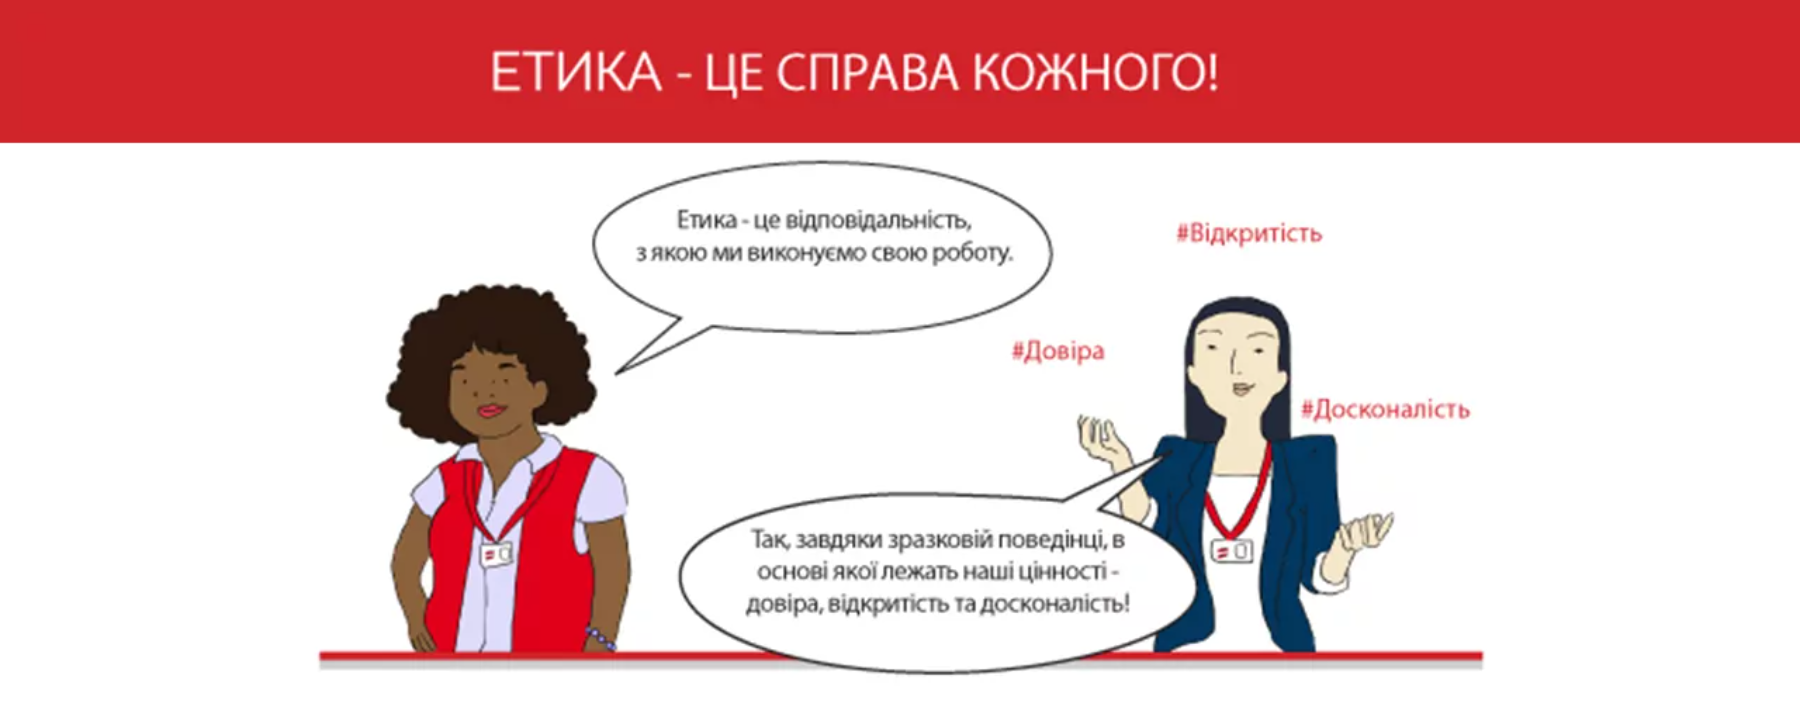 ЕТИКА - ЦЕ СПРАВА КОЖНОГО!
Етика - це відповідальність,
з якою ми виконуємо свою роботу.
#Відкритість
#Довіра
#Досконалість
Так, завдяки зразковій поведінці, в
основі якої лежать наші цінності -
довіра, відкритість та досконалість!